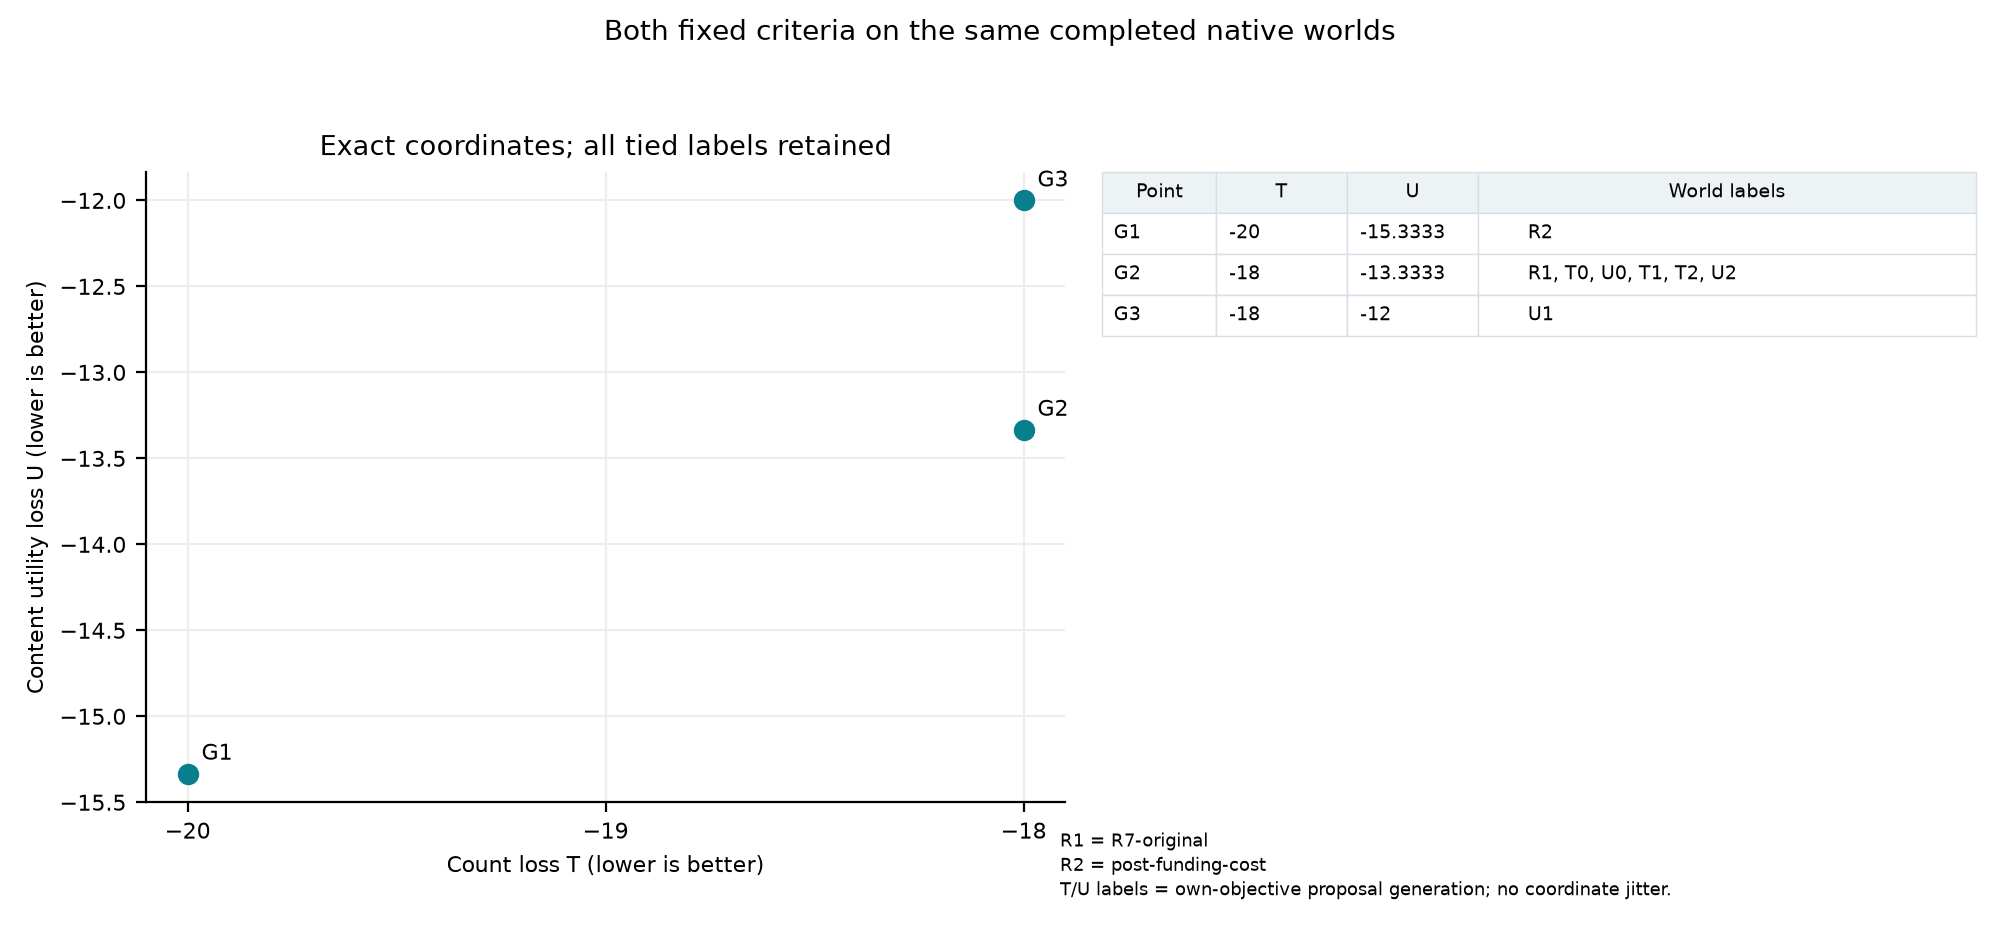 Both fixed criteria on the same completed native worlds
Exact coordinates; all tied labels retained
Content utility loss U (lower is better)
−12.0
−12.5
−13.0
−13.5
−14.0
−14.5
−15.0
−15.5
G3
G2
G1
−20
−19
−18
Count loss T (lower is better)
Point T U World labels
G1 -20 -15.3333 R2
G2 -18 -13.3333 R1, T0, U0, T1, T2, U2
G3 -18 -12 U1
R1 = R7-original
R2 = post-funding-cost
T/U labels = own-objective proposal generation; no coordinate jitter.